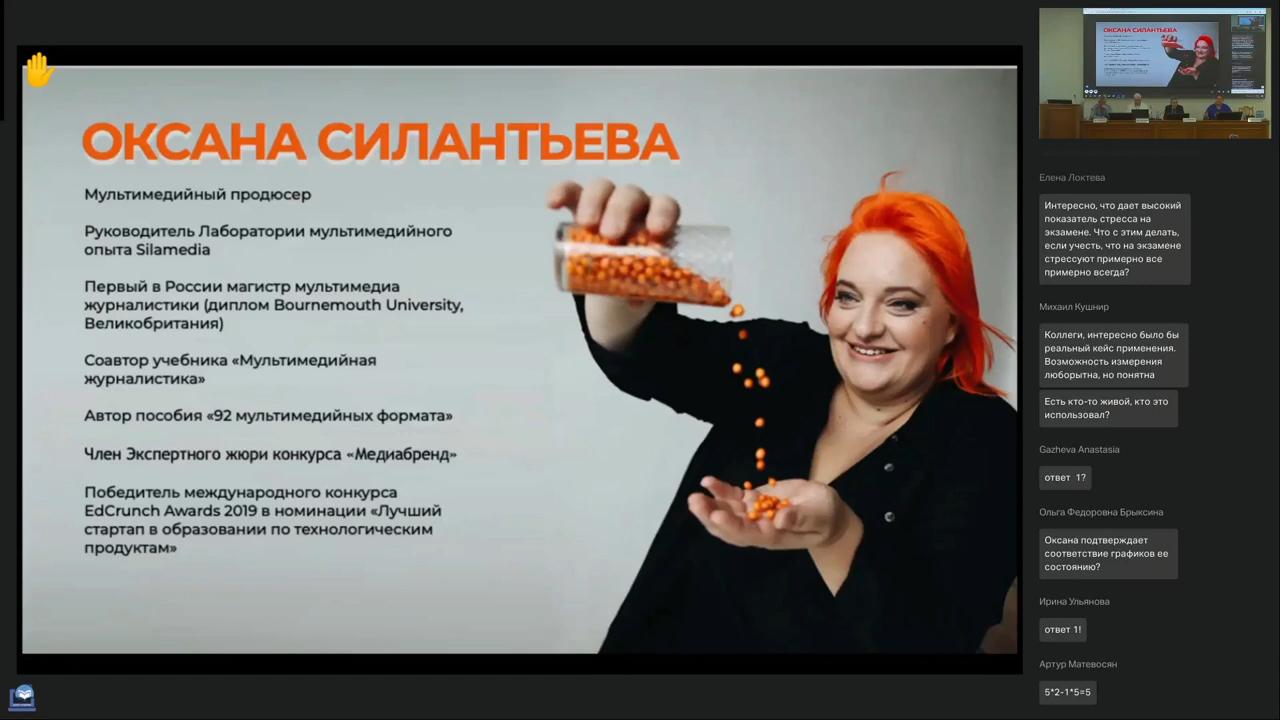 ОКСАНА СИЛАНТЬЕВА
Мультимедийный продюсер
Руководитель Лаборатории мультимедийного
опыта Silamedia
Первый в России магистр мультимедиа
журналистики (диплом Bournemouth University,
Великобритания)
Соавтор учебника «Мультимедийная
журналистика»
Автор пособия «92 мультимедийных формата»
Член Экспертного жюри конкурса «Медиабренд»
Победитель международного конкурса
EdCrunch Awards 2019 в номинации «Лучший
стартап в образовании по технологическим
продуктам»
ОКСАНА СИЛАНТЬЕВА
Елена Локтева
Интересно, что дает высокий
показатель стресса на
экзамене. Что с этим делать,
если учесть, что на экзамене
стрессуют примерно все
примерно всегда?
Михаил Кушнир
Коллеги, интересно было бы
реальный кейс применения.
Возможность измерения
люборытна, но понятна
Есть кто-то живой, кто это
использовал?
Gazheva Anastasia
ответ 1?
Ольга Федоровна Брыксина
Оксана подтверждает
соответствие графиков ее
состоянию?
Ирина Ульянова
ответ 1!
Артур Матевосян
5*2-1*5=5